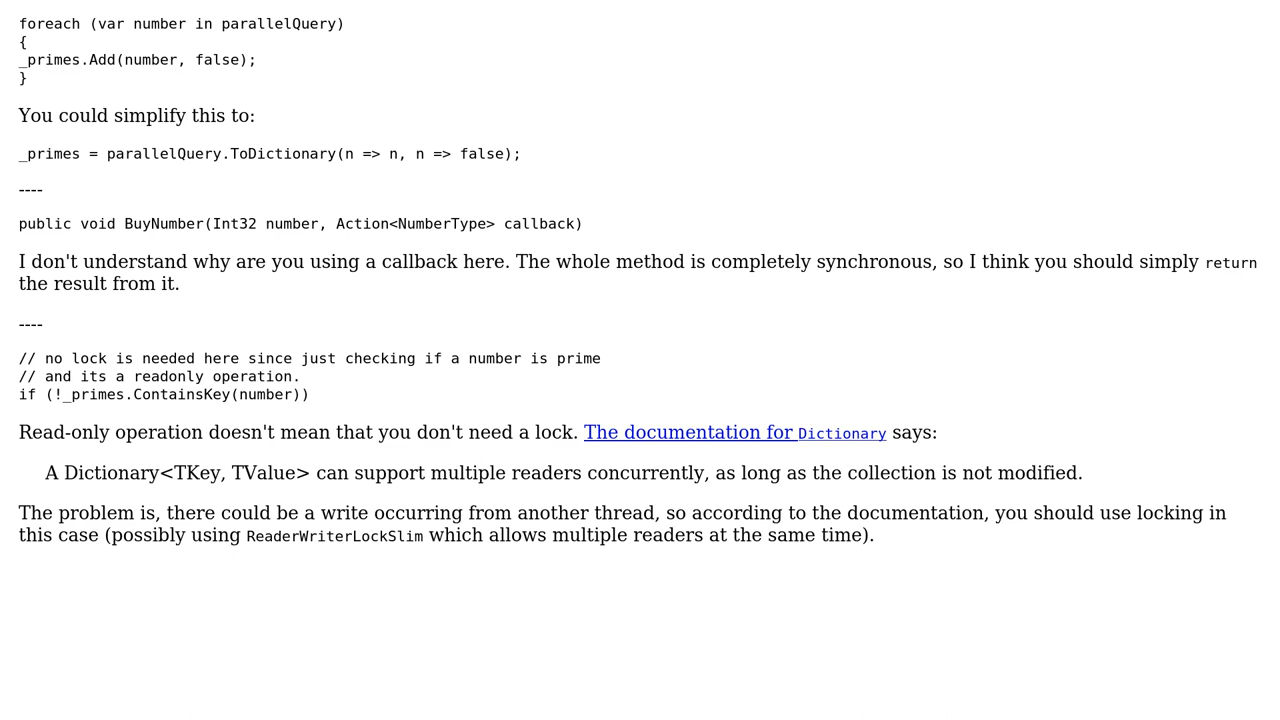 foreach (var number in parallelQuery)
{
_primes.Add(number, false);
}
You could simplify this to:
_primes = parallelQuery.ToDictionary(n => n, n => false);
----
public void BuyNumber(Int32 number, Action<NumberType> callback)
I don't understand why are you using a callback here. The whole method is completely synchronous, so I think you should simply return
the result from it.
----
// no lock is needed here since just checking if a number is prime
// and its a readonly operation.
if (!_primes.ContainsKey(number))
Read-only operation doesn't mean that you don't need a lock. The documentation for Dictionary says:
A Dictionary<TKey, TValue> can support multiple readers concurrently, as long as the collection is not modified.
The problem is, there could be a write occurring from another thread, so according to the documentation, you should use locking in
this case (possibly using ReaderWriterLockSlim which allows multiple readers at the same time).